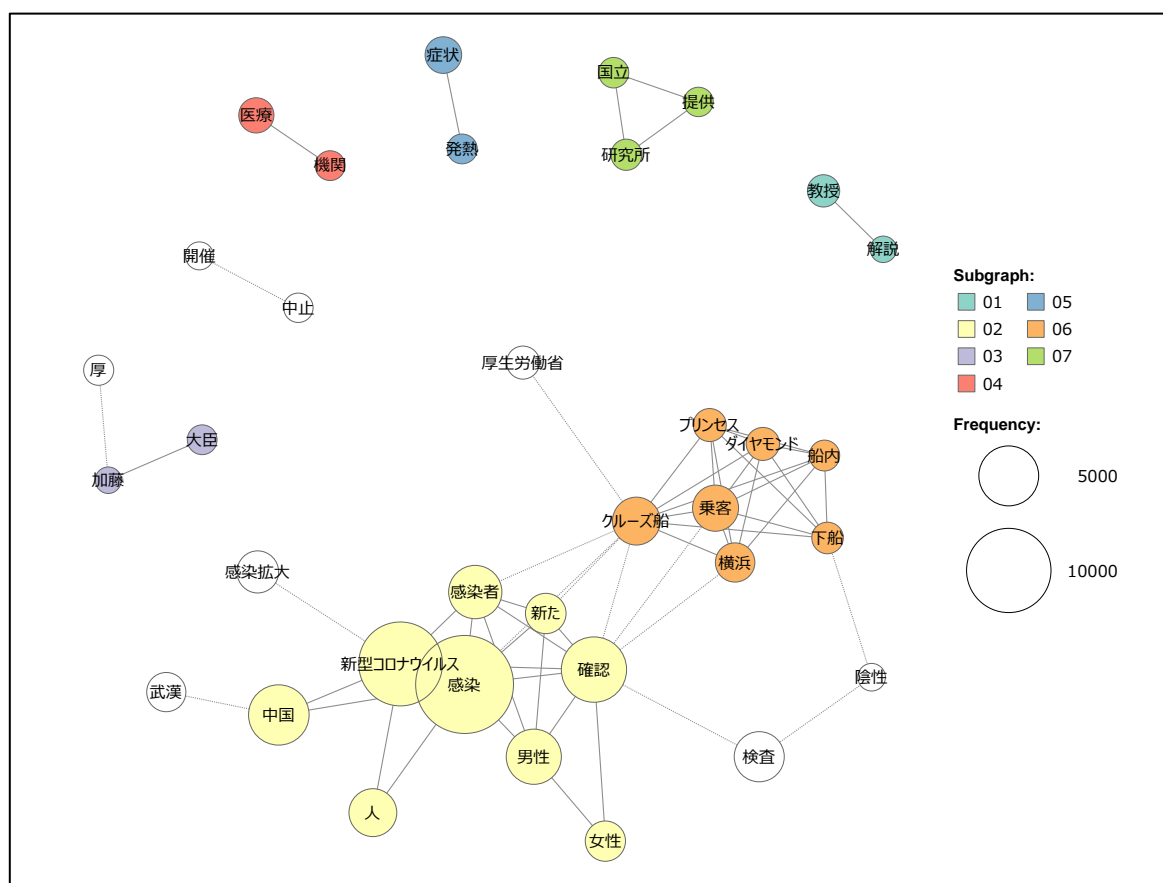 症状
国立
提供
医療
発熱
研究所
機関
教授
解説
開催
中止
厚生労働省
厚
大臣
加藤
プリンセス
ダイヤモンド
船内
乗客
クルーズ船
下船
横浜
感染拡大
感染者
新た
新型コロナウイルス
感染
確認
陰性
武漢
中国
男性
検査
人
女性
Subgraph:
01 05
02 06
03 07
04
Frequency:
5000
10000